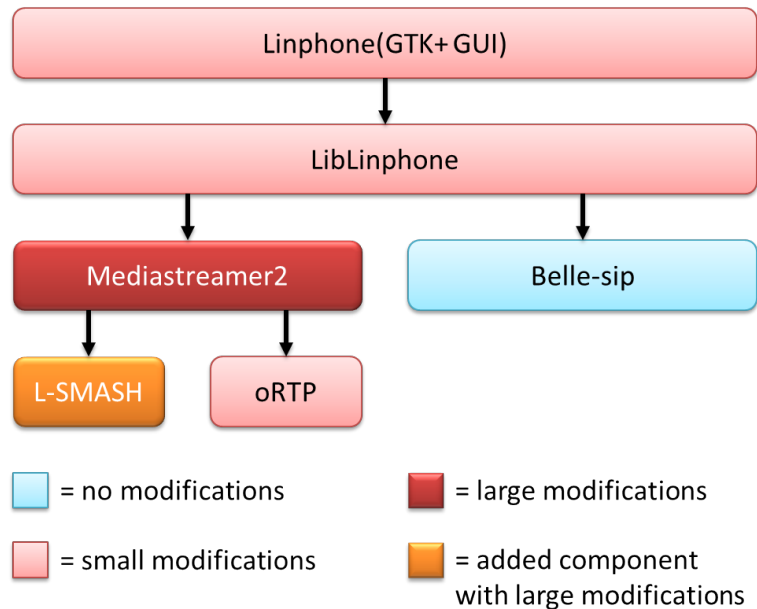 Linphone(GTK+ GUI)
LibLinphone
Mediastreamer2
Belle-sip
L-SMASH
oRTP
= no modifications
= large modifications
= small modifications
= added component
with large modifications